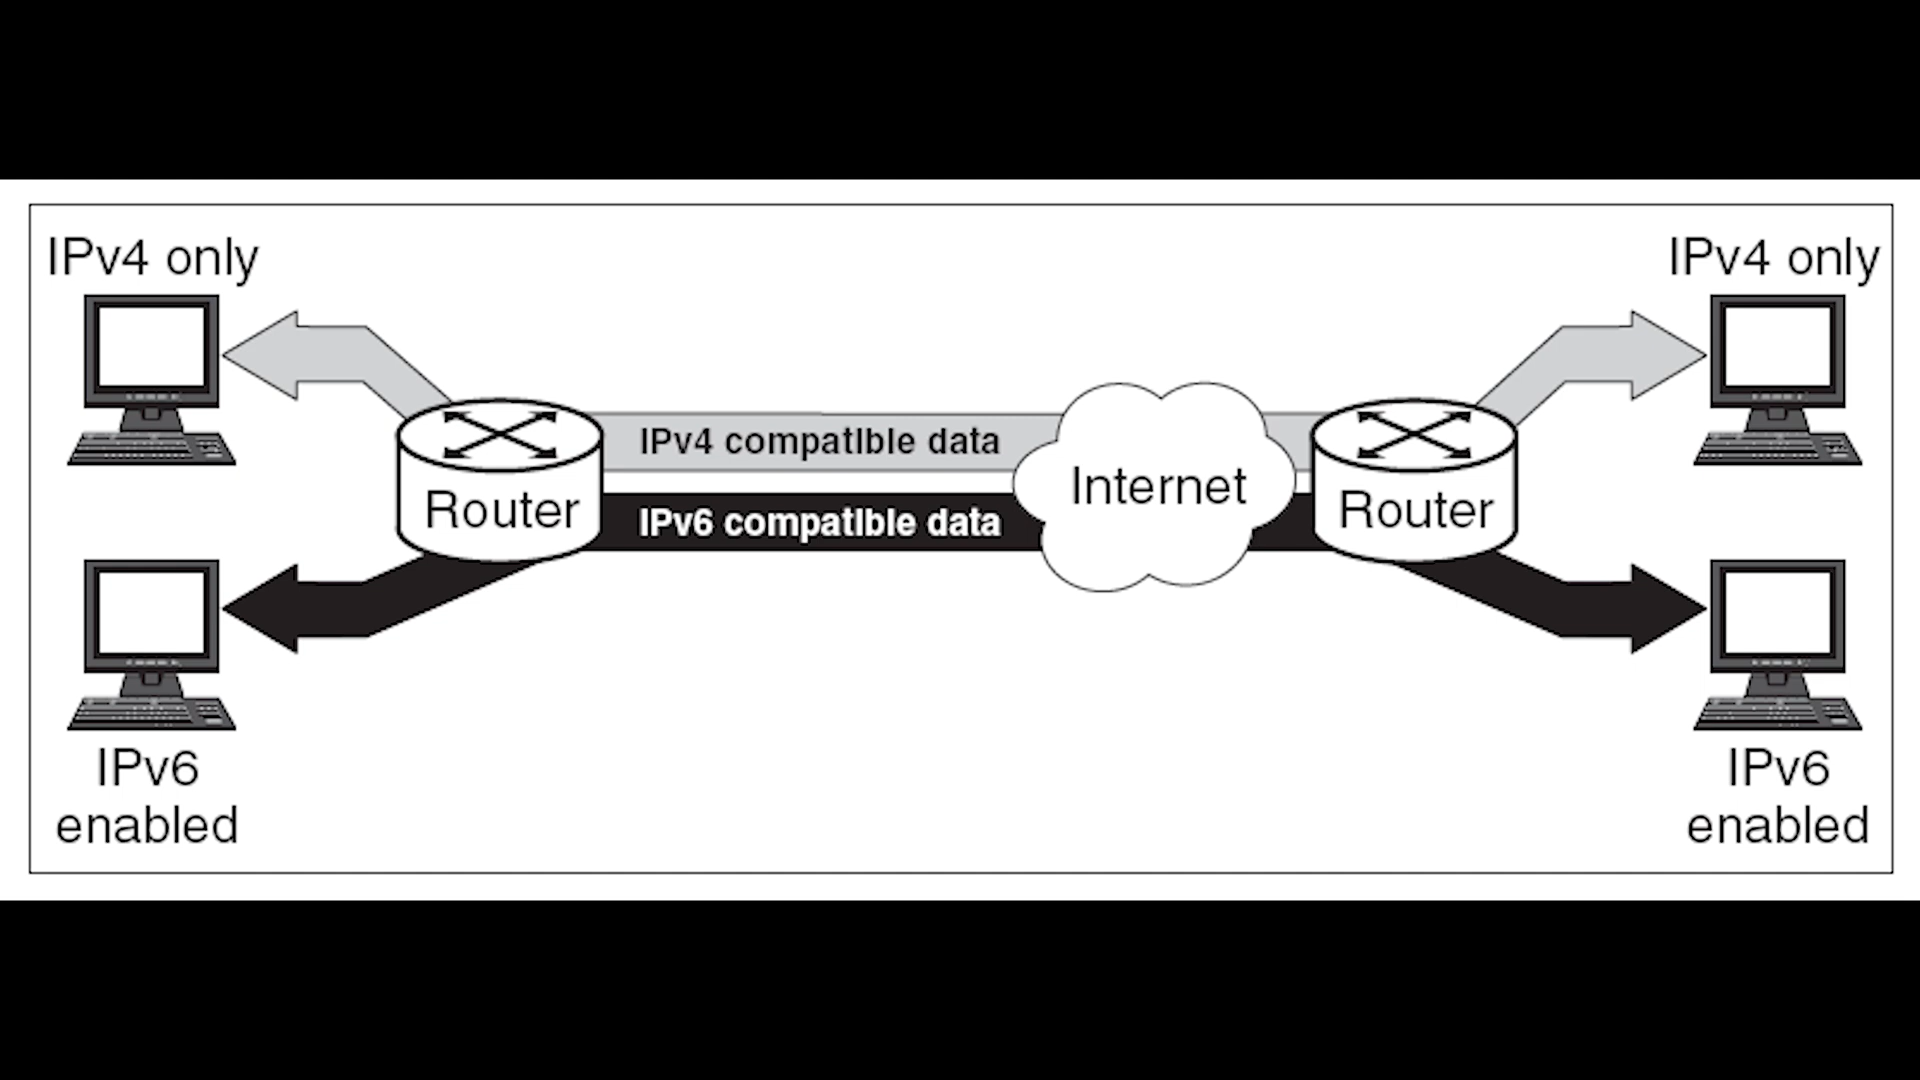 IPv4 only
IPv4 only
IPv4 compatible data
Internet
Router
Router
IPv6 compatible data
IPv6
enabled
IPv6
enabled